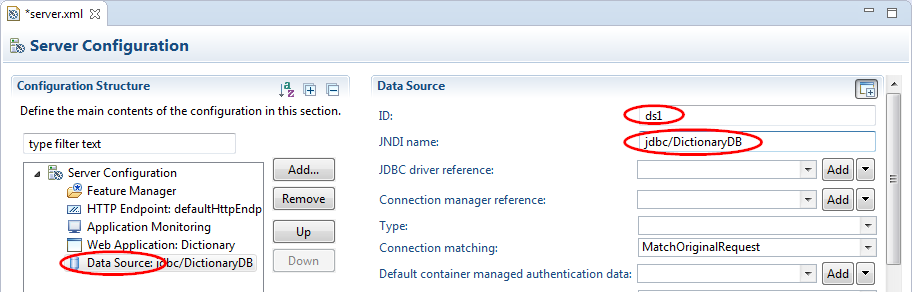 *server.xml
Server Configuration
Configuration Structure
Define the main contents of the configuration in this section.
type filter text
Server Configuration
Feature Manager
HTTP Endpoint: defaultHttpEndp
Application Monitoring
Web Application: Dictionary
Data Source: jdbc/DictionaryDB
Add...
Remove
Up
Down
Data Source
ID: ds1
JNDI name: jdbc/DictionaryDB
JDBC driver reference: Add
Connection manager reference: Add
Type:
Connection matching: MatchOriginalRequest
Default container managed authentication data: Add